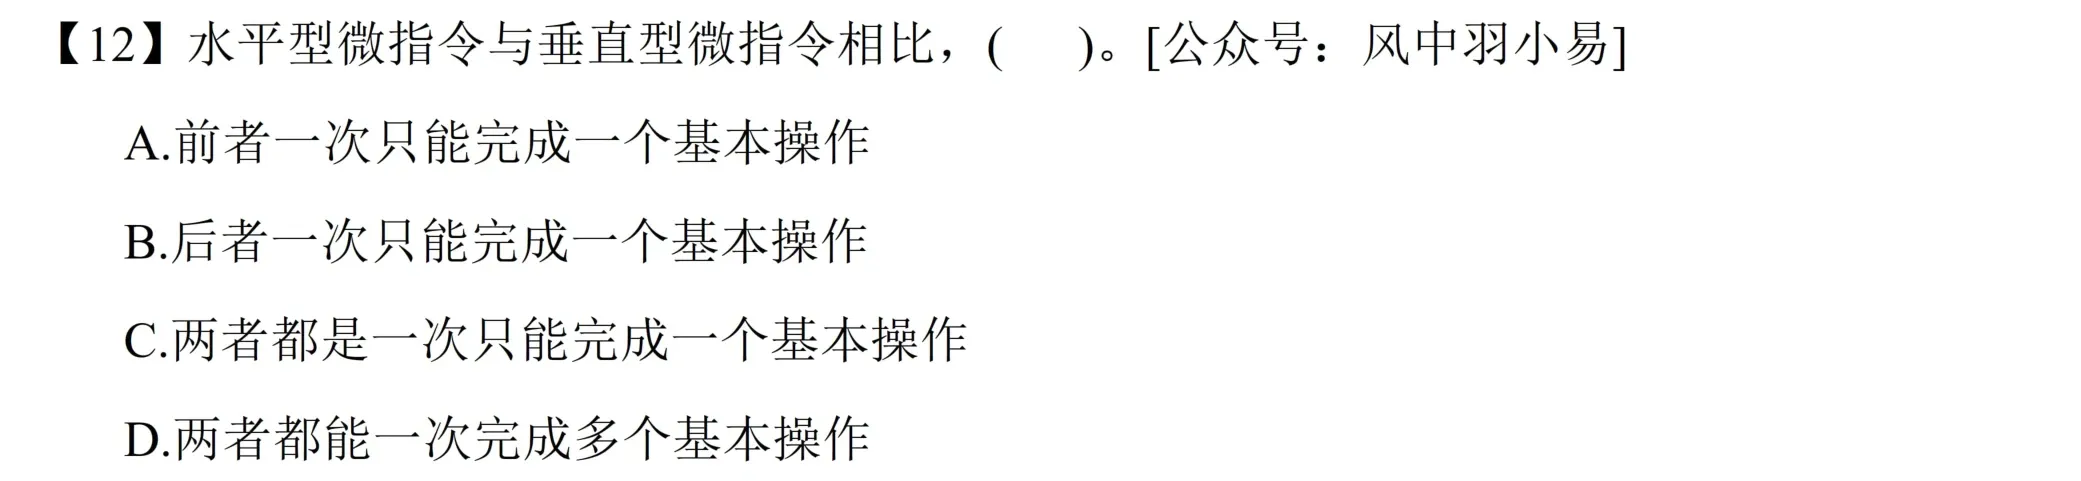 【12】水平型微指令与垂直型微指令相比，(  )。[公众号：风中羽小易]
A.前者一次只能完成一个基本操作
B.后者一次只能完成一个基本操作
C.两者都是一次只能完成一个基本操作
D.两者都能一次完成多个基本操作